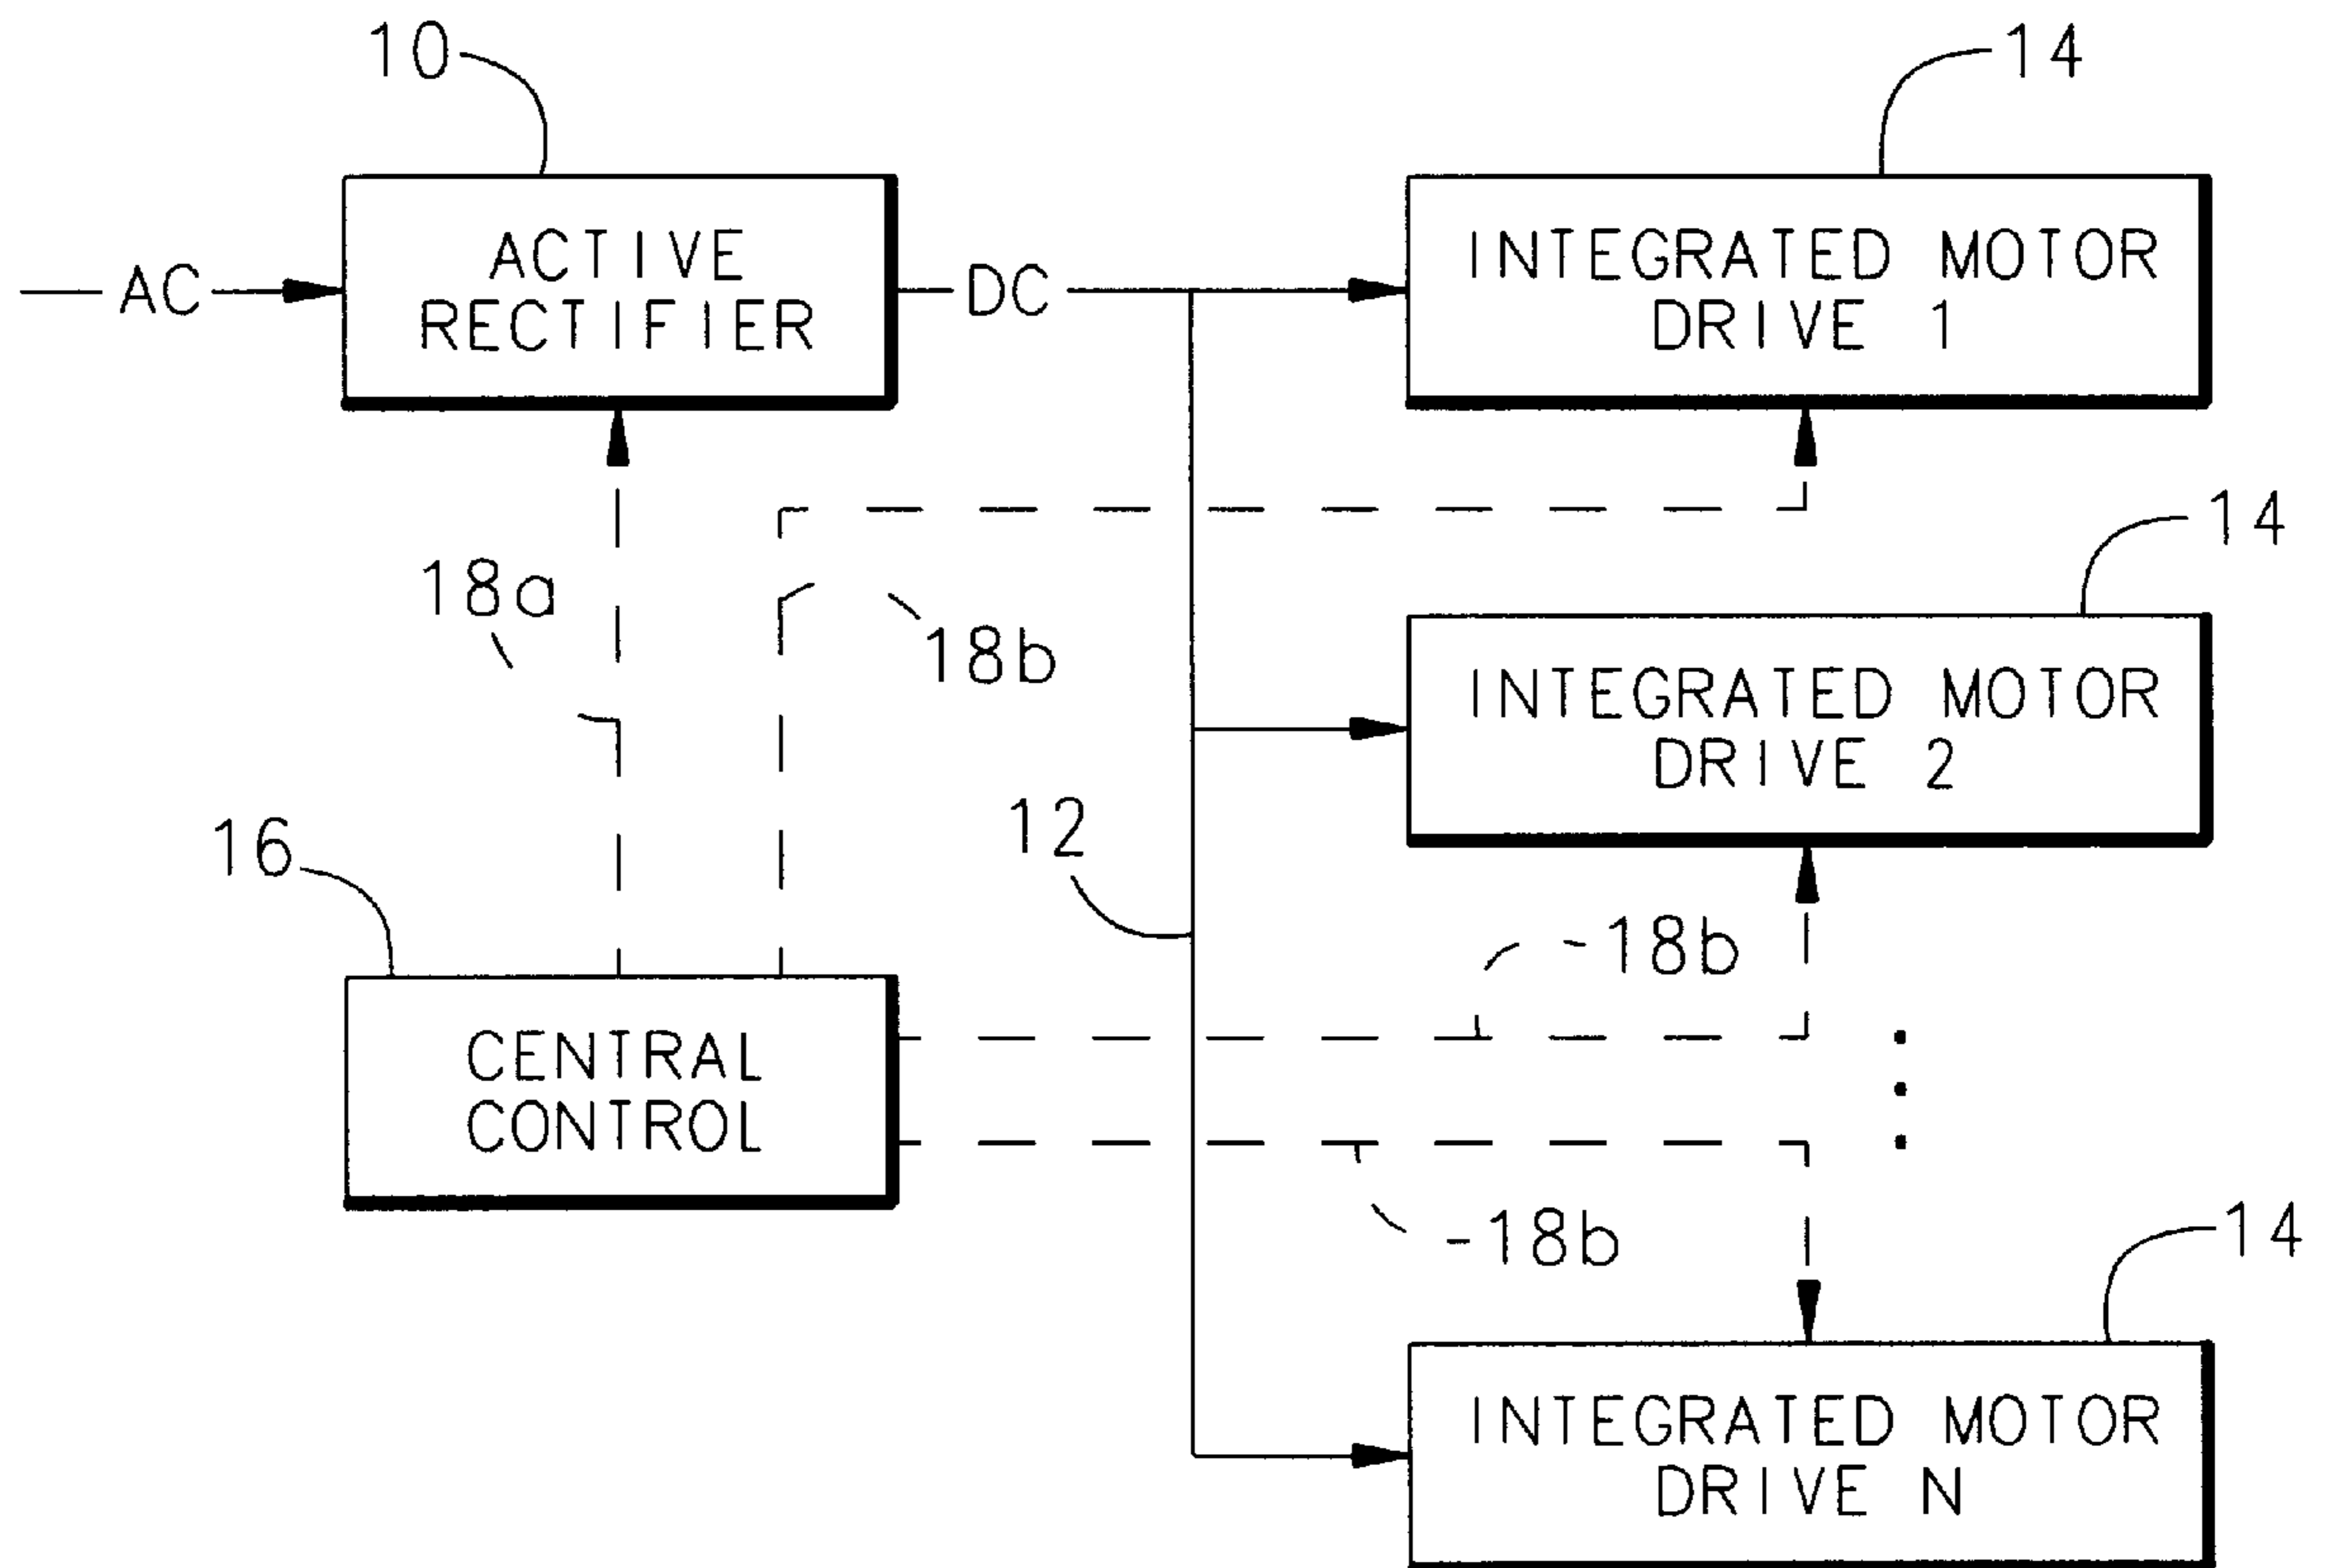 10
14
ACTIVE
RECTIFIER
AC
DC
INTEGRATED MOTOR
DRIVE 1
14
18a
18b
INTEGRATED MOTOR
DRIVE 2
12
16
18b
CENTRAL
CONTROL
18b
14
INTEGRATED MOTOR
DRIVE N